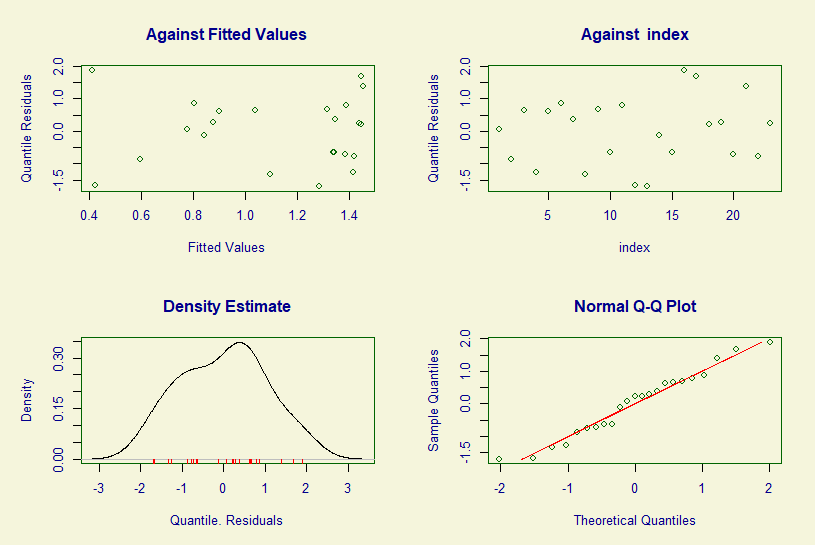 Against Fitted Values
Quantile Residuals
-1.5 0.0 1.0 2.0
0.4 0.6 0.8 1.0 1.2 1.4
Fitted Values
Against index
Quantile Residuals
-1.5 0.0 1.0 2.0
5 10 15 20
index
Density Estimate
Density
0.00 0.15 0.30
-3 -2 -1 0 1 2 3
Quantile. Residuals
Normal Q-Q Plot
Sample Quantiles
-1.5 0.0 1.0 2.0
-2 -1 0 1 2
Theoretical Quantiles